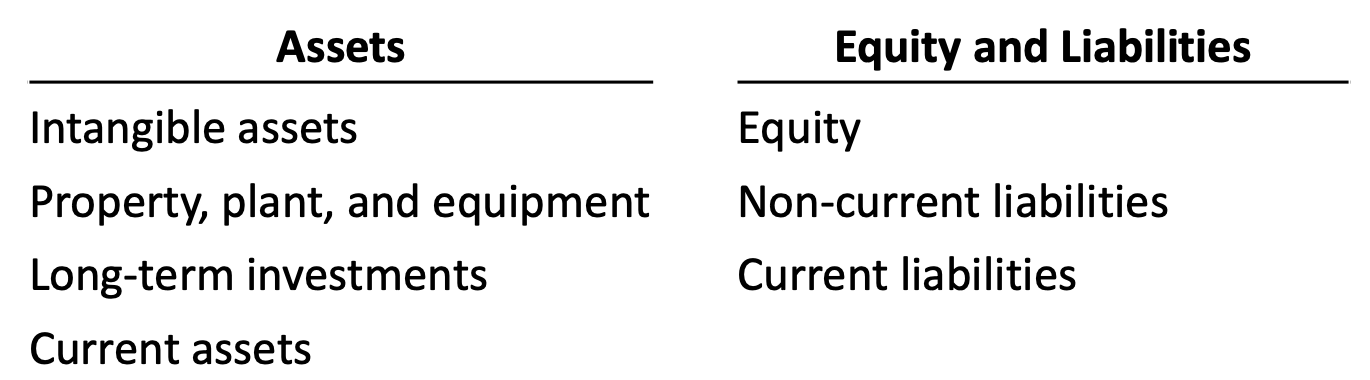 Assets
Intangible assets
Property, plant, and equipment
Long-term investments
Current assets
Equity and Liabilities
Equity
Non-current liabilities
Current liabilities